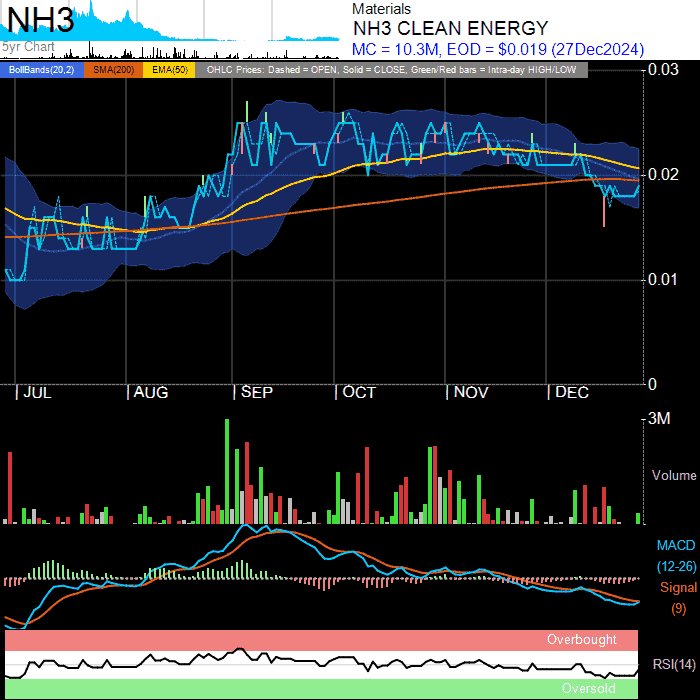 NH3
5yr Chart
Materials
NH3 CLEAN ENERGY
MC = 10.3M, EOD = $0.019 (27Dec2024)
BollBands(20,2) SMA(200) EMA(50) OHLC Prices: Dashed = OPEN, Solid = CLOSE, Green/Red bars = Intra-day HIGH/LOW
0.03
0.02
0.01
0
JUL AUG SEP OCT NOV DEC
3M
Volume
MACD
(12-26)
Signal
(9)
Overbought
RSI(14)
Oversold